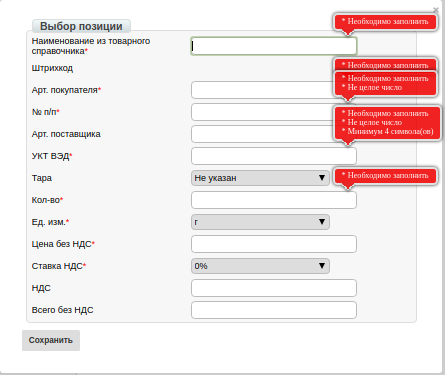 Выбор позиции
* Необходимо заполнить
Наименование из товарного
справочника*
Штрихкод
* Необходимо заполнить
* Необходимо заполнить
* Не целое число
Арт. покупателя*
№ п/п*
* Необходимо заполнить
* Не целое число
* Минимум 4 символа(ов)
Арт. поставщика
УКТ ВЭД*
Тара
Не указан
* Необходимо заполнить
Кол-во*
Ед. изм.*
г
Цена без НДС*
Ставка НДС*
0%
НДС
Всего без НДС
Сохранить